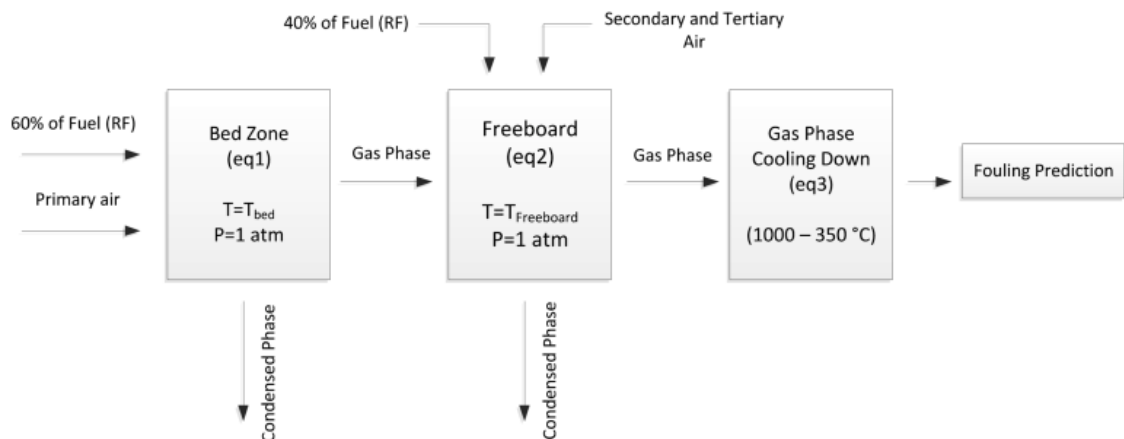 40% of Fuel (RF)
Secondary and Tertiary
Air
60% of Fuel (RF)
Primary air
Bed Zone
(eq1)
T=T_bed
P=1 atm
Gas Phase
Freeboard
(eq2)
T=T_Freeboard
P=1 atm
Gas Phase
Gas Phase
Cooling Down
(eq3)
(1000 – 350 °C)
Fouling Prediction
Condensed Phase
Condensed Phase